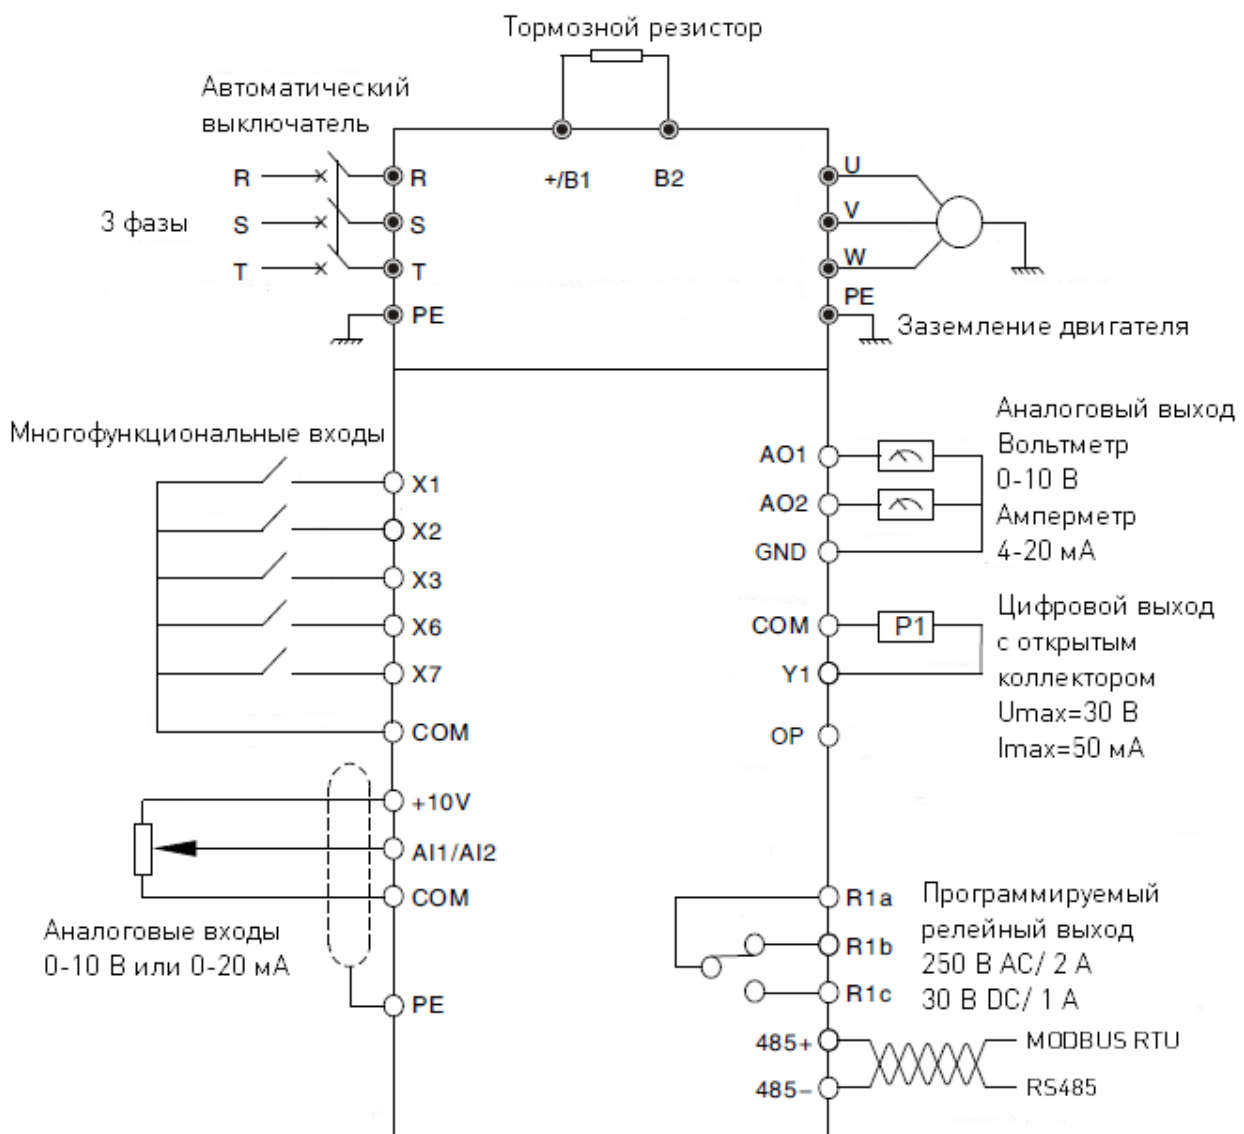 Тормозной резистор
Автоматический
выключатель
R
R
+/B1
B2
U
3 фазы
S
S
V
T
T
W
PE
PE
Заземление двигателя
Многофункциональные входы
X1
X2
X3
X6
X7
COM
+10V
AI1/AI2
COM
Аналоговые входы
0-10 В или 0-20 мА
PE
AO1
AO2
GND
Аналоговый выход
Вольтметр
0-10 В
Амперметр
4-20 мА
COM
P1
Y1
OP
Цифровой выход
с открытым
коллектором
Umax=30 В
Imax=50 мА
R1a
R1b
R1c
Программируемый
релейный выход
250 В AC/ 2 А
30 В DC/ 1 А
485+
MODBUS RTU
485−
RS485